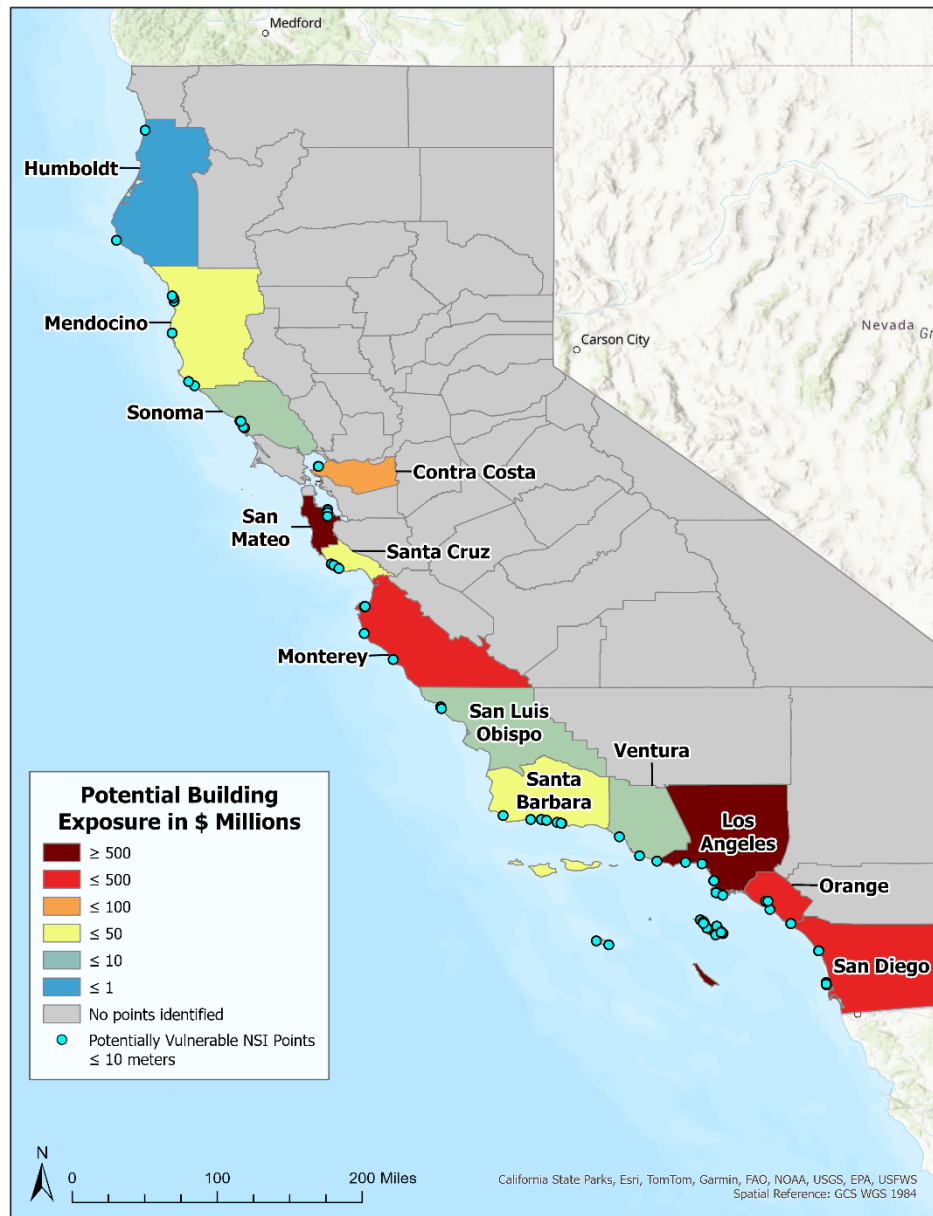 Medford
Humboldt
Mendocino
Carson City
Nevada
Sonoma
Contra Costa
San
Mateo
Santa Cruz
Monterey
San Luis
Obispo
Ventura
Santa
Barbara
Los
Angeles
Orange
San Diego
Potential Building
Exposure in $ Millions
≥ 500
≤ 500
≤ 100
≤ 50
≤ 10
≤ 1
No points identified
Potentially Vulnerable NSI Points
≤ 10 meters
N
0 100 200 Miles
California State Parks, Esri, TomTom, Garmin, FAO, NOAA, USGS, EPA, USFWS
Spatial Reference: GCS WGS 1984